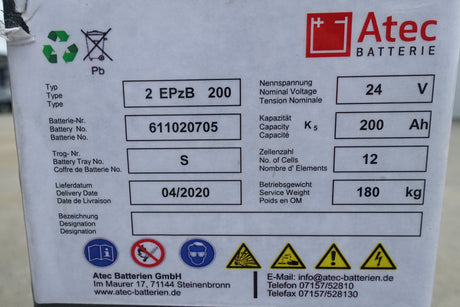 Atec
BATTERIE
Pb
Typ
Type
Type
2 EPzB 200
Nennspannung
Nominal Voltage
Tension Nominale
24 V
Batterie-Nr.
Battery No.
Batterie No.
611020705
Kapazität
Capacity
Capacité
K5
200 Ah
Trog-Nr.
Battery Tray No.
Coffre de Batterie No.
S
Zellenzahl
No. of Cells
Nombre d' Elements
12
Lieferdatum
Delivery Date
Date de Livraison
04/2020
Betriebsgewicht
Service Weight
Poids en OM
180 kg
Bezeichnung
Designation
Designation
Atec Batterien GmbH
Im Maurer 17, 71144 Steinenbronn
www.atec-batterien.de
E-Mail: info@atec-batterien.de
Telefon 07157/52810
Telefax 07157/528130